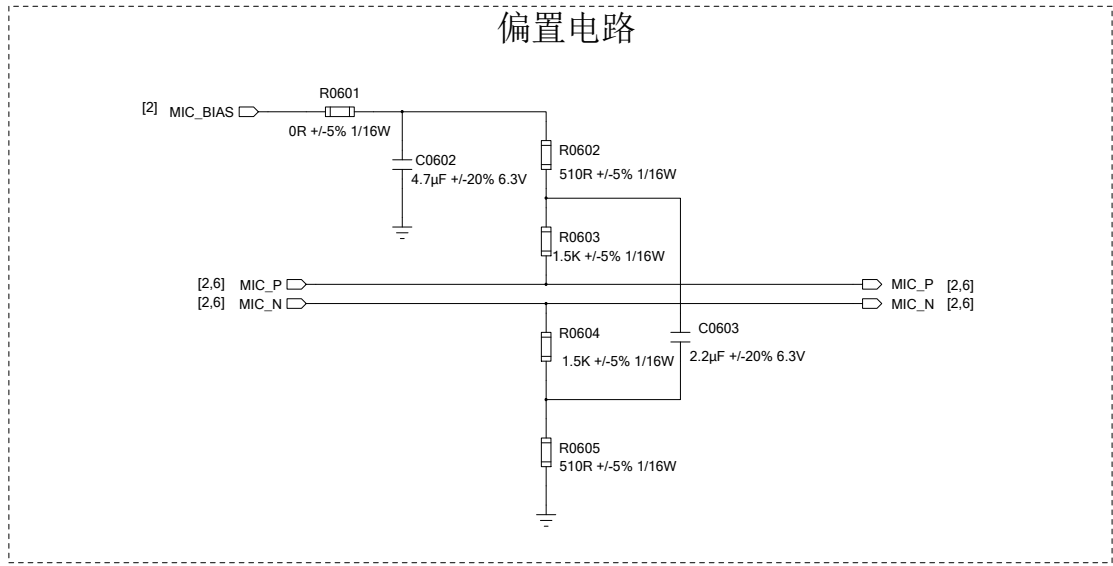 偏置电路
R0601
[2] MIC_BIAS
0R +/-5% 1/16W
C0602
4.7µF +/-20% 6.3V
R0602
510R +/-5% 1/16W
R0603
1.5K +/-5% 1/16W
[2,6] MIC_P
MIC_P [2,6]
[2,6] MIC_N
MIC_N [2,6]
R0604
1.5K +/-5% 1/16W
C0603
2.2µF +/-20% 6.3V
R0605
510R +/-5% 1/16W